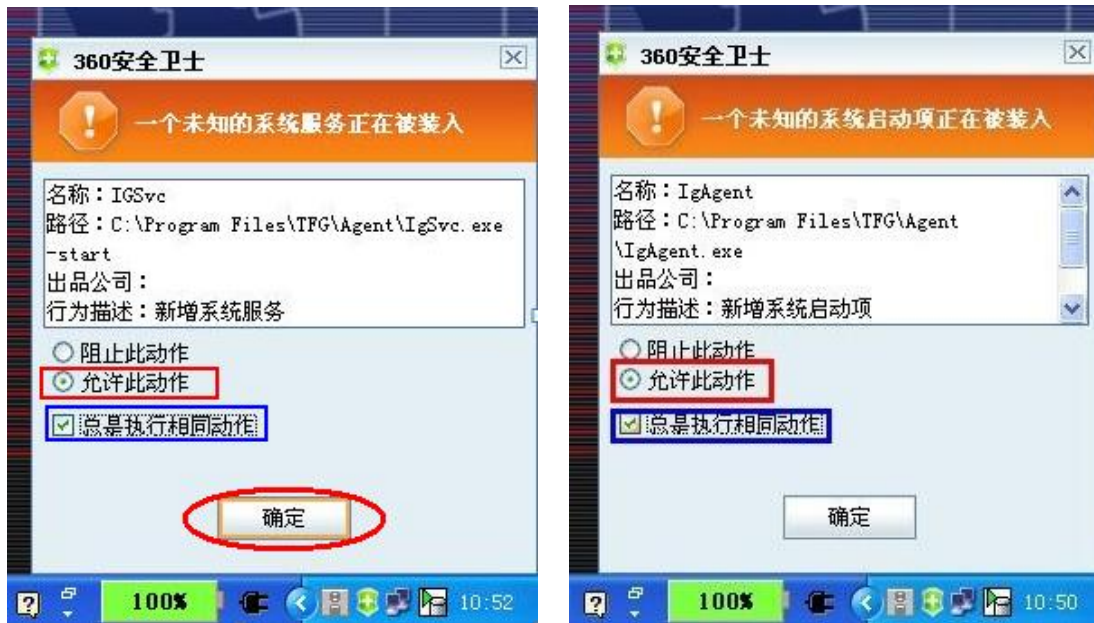 360安全卫士
一个未知的系统服务正在被装入
名称：IGSvc
路径：C:\Program Files\TFG\Agent\IgSvc.exe
-start
出品公司：
行为描述：新增系统服务
阻止此动作
允许此动作
总是执行相同动作
确定
100%
10:52
360安全卫士
一个未知的系统启动项正在被装入
名称：IgAgent
路径：C:\Program Files\TFG\Agent
\IgAgent.exe
出品公司：
行为描述：新增系统启动项
阻止此动作
允许此动作
总是执行相同动作
确定
100%
10:50